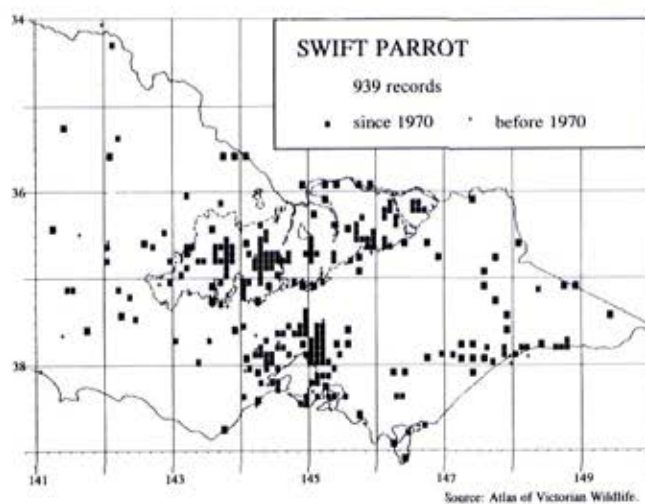 34
SWIFT PARROT
939 records
since 1970 before 1970
36
38
141 143 145 147 149
Source: Atlas of Victorian Wildlife.